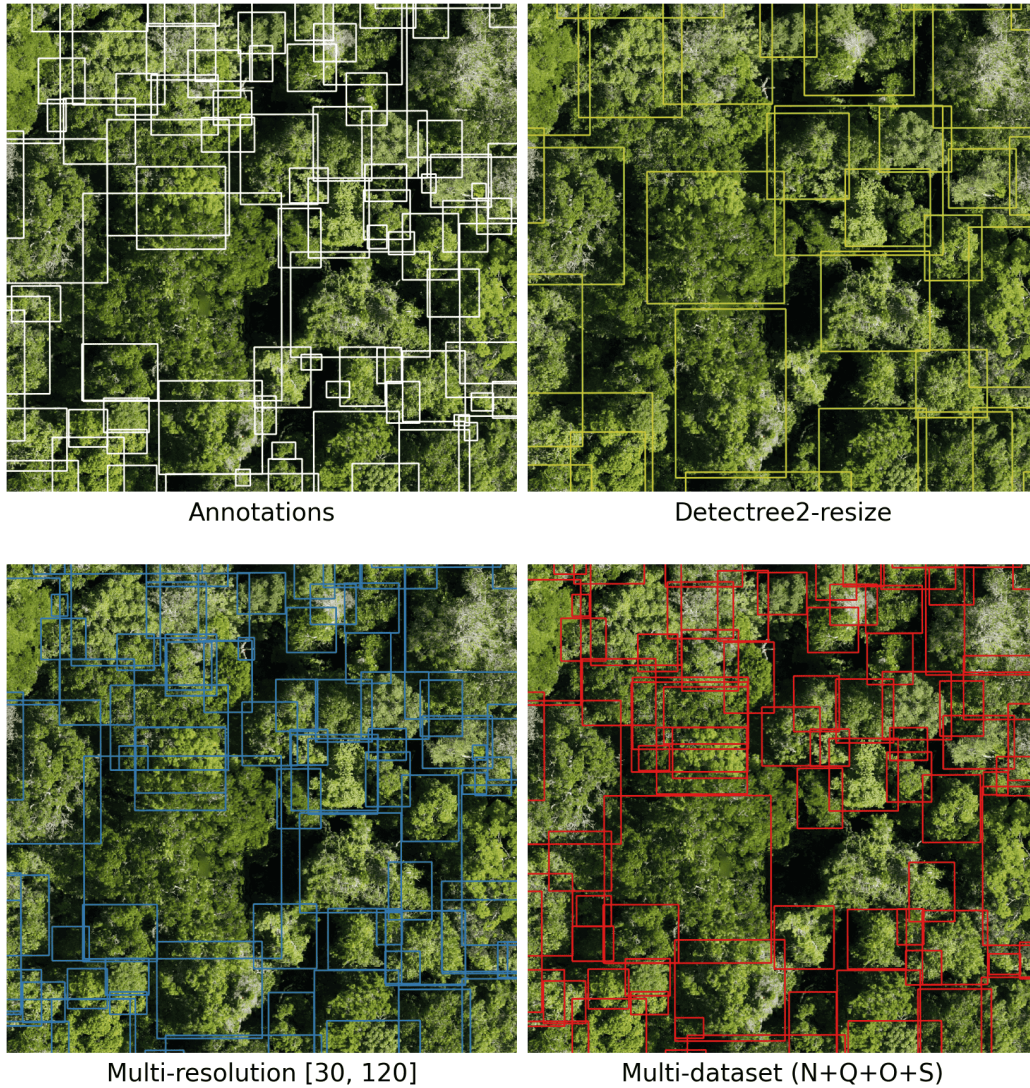 Annotations
Detectree2-resize
Multi-resolution [30, 120]
Multi-dataset (N+Q+O+S)